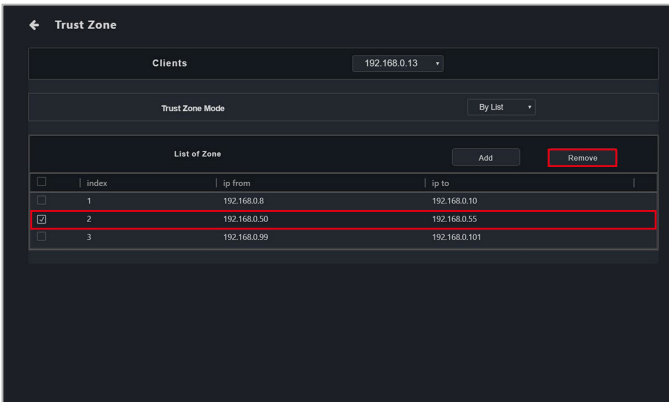 Trust Zone
Clients 192.168.0.13
Trust Zone Mode By List
List of Zone Add Remove
index ip from ip to
1 192.168.0.8 192.168.0.10
2 192.168.0.50 192.168.0.55
3 192.168.0.99 192.168.0.101